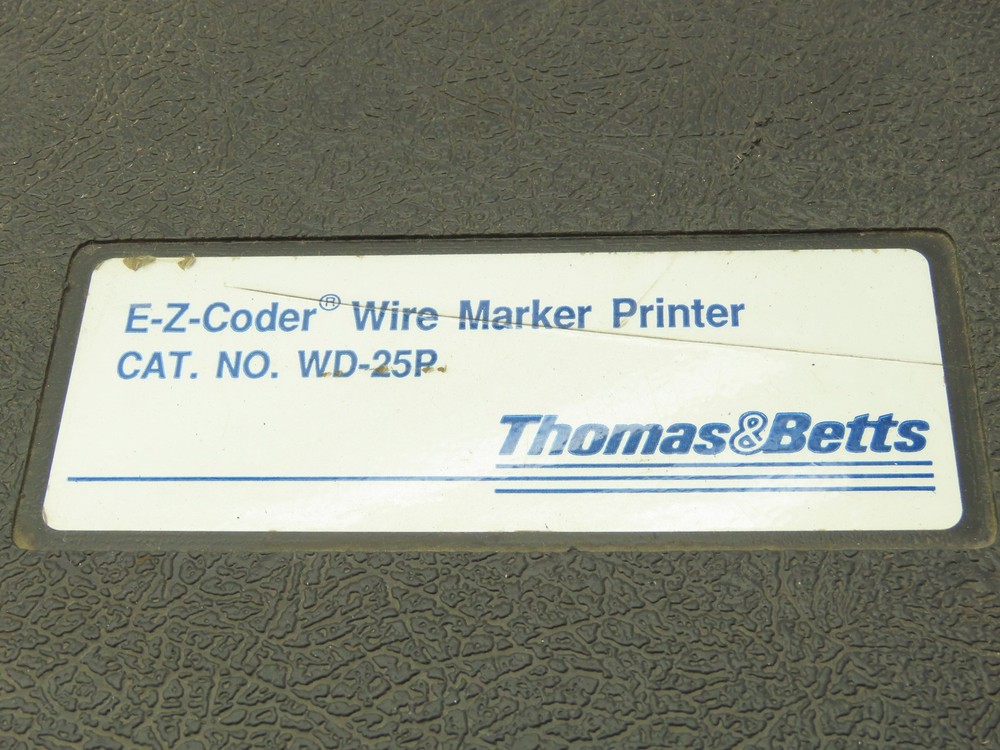 E-Z-Coder® Wire Marker Printer
CAT. NO. WD-25P
Thomas&Betts